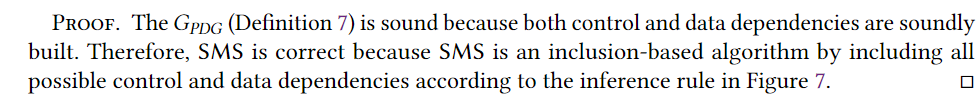 PROOF. The G_PDG (Definition 7) is sound because both control and data dependencies are soundly
built. Therefore, SMS is correct because SMS is an inclusion-based algorithm by including all
possible control and data dependencies according to the inference rule in Figure 7. □